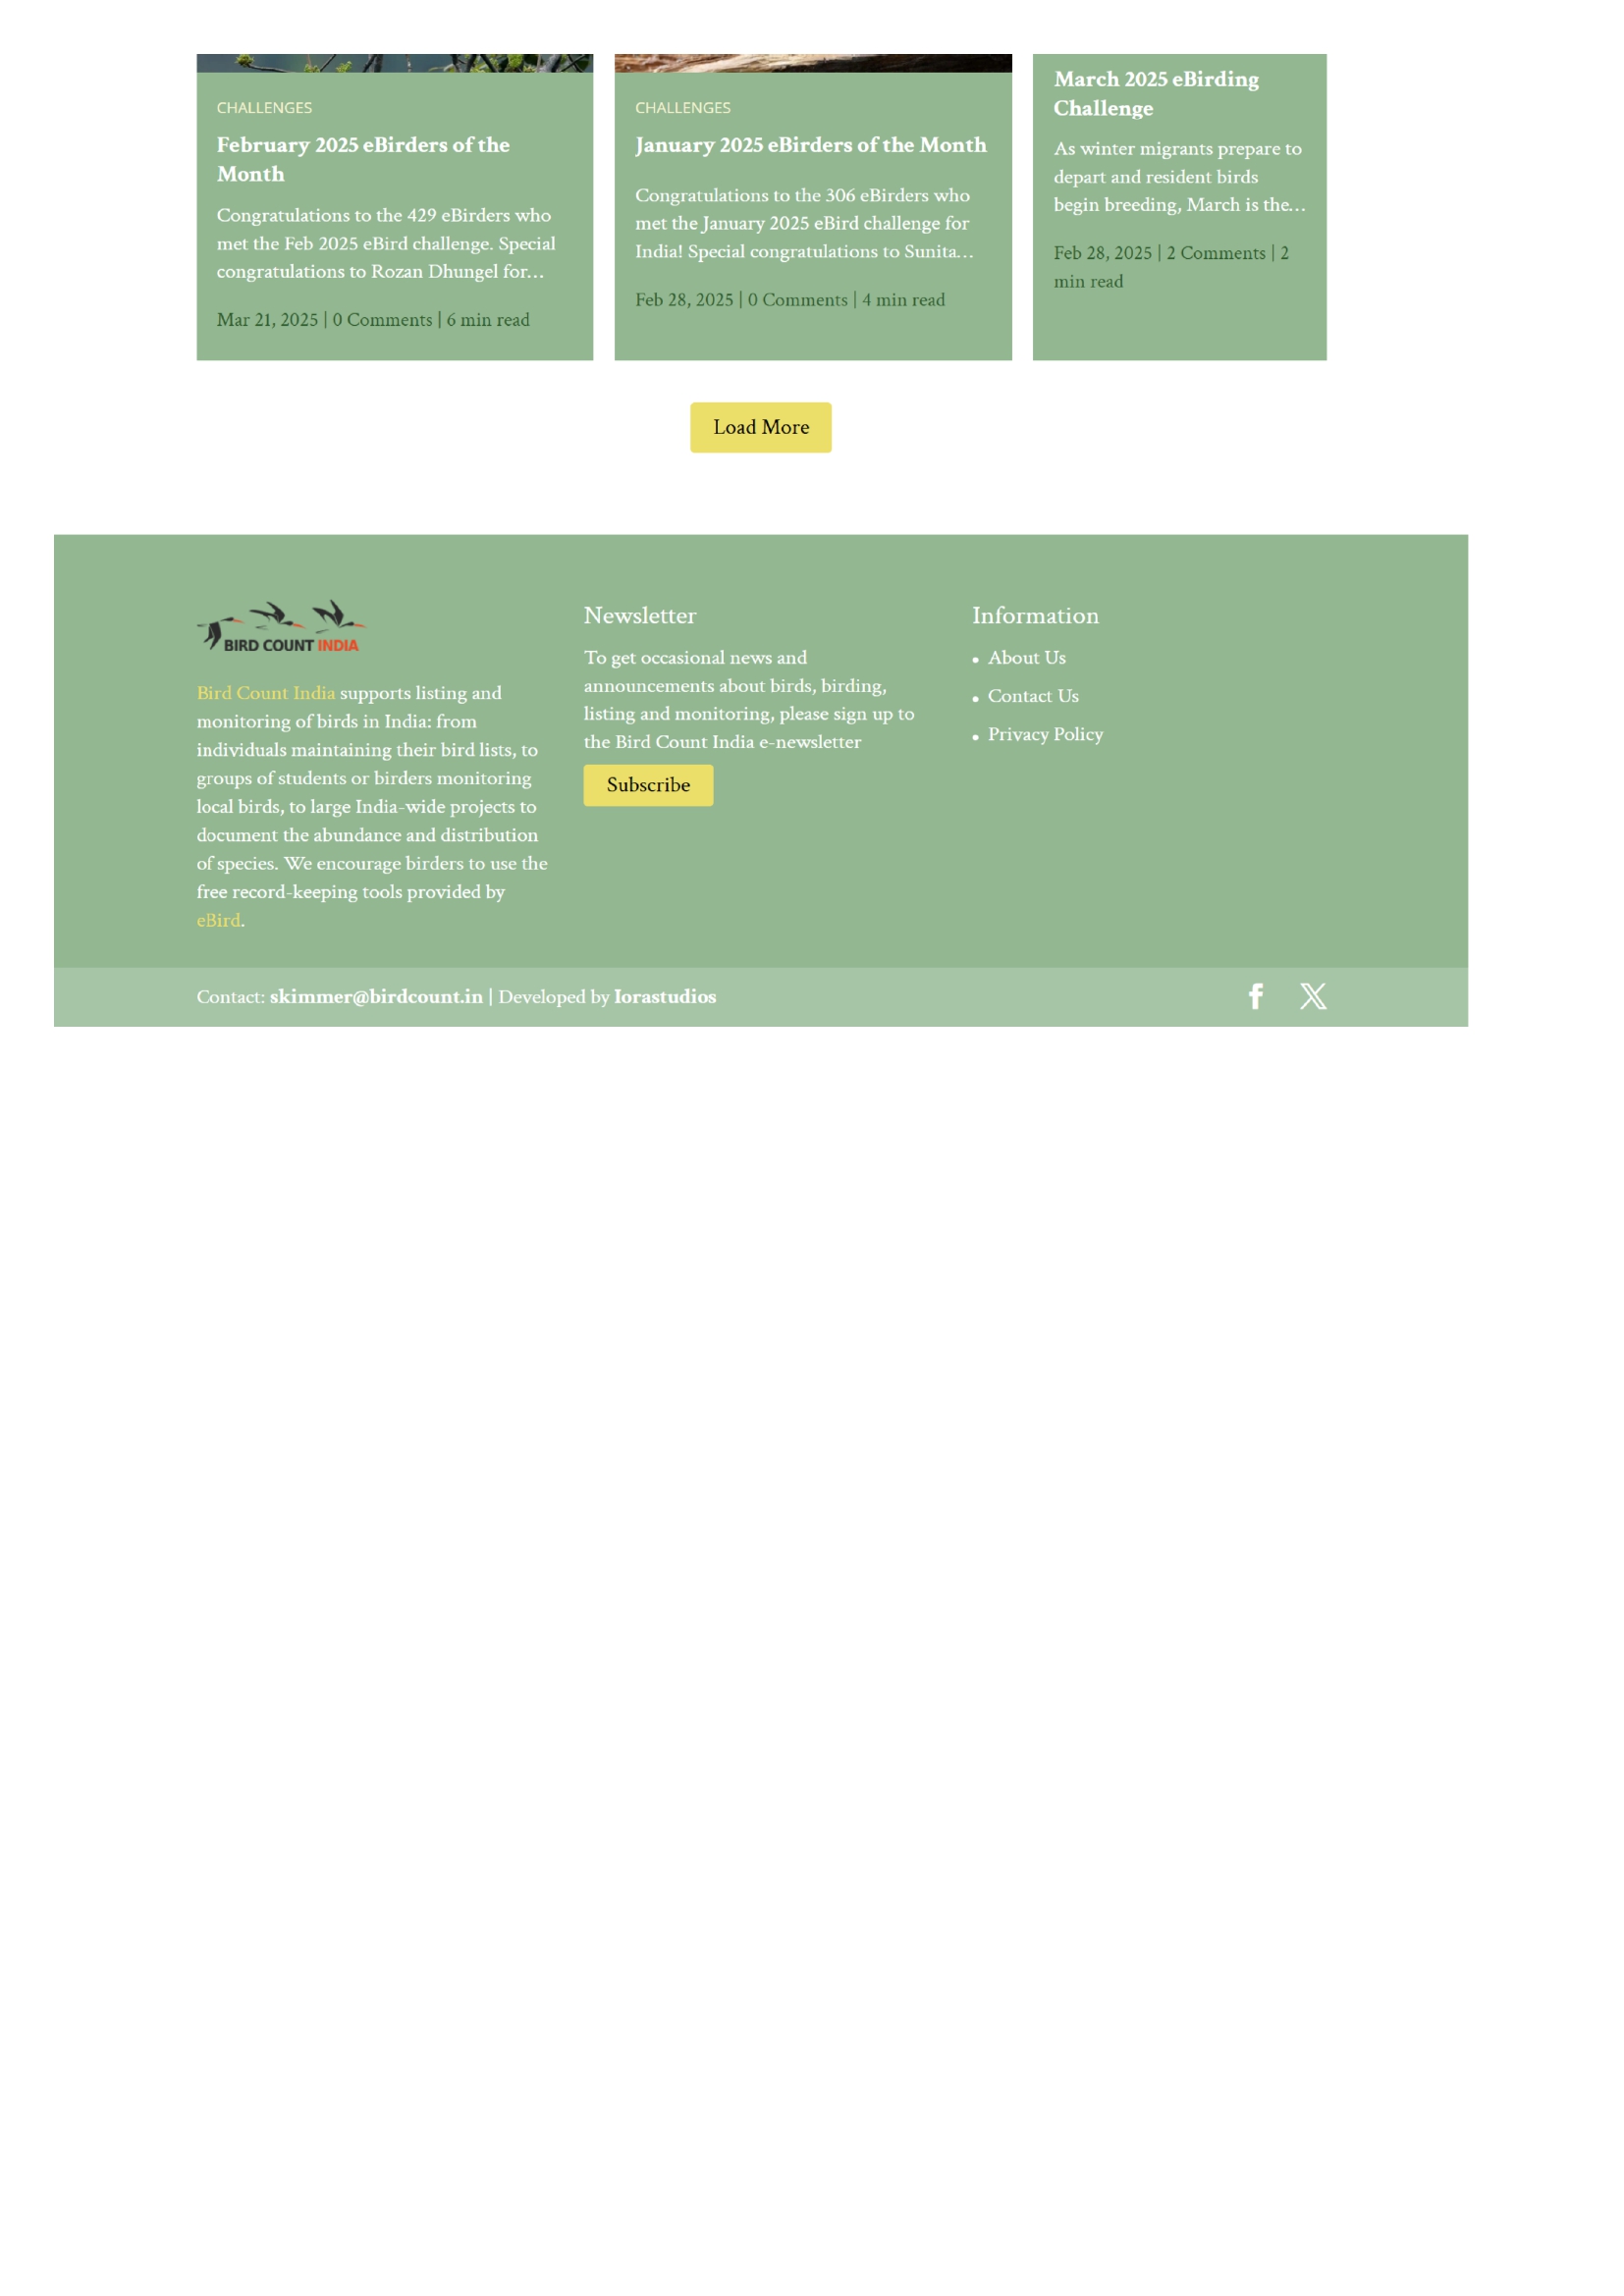 CHALLENGES
February 2025 eBirders of the
Month
Congratulations to the 429 eBirders who
met the Feb 2025 eBird challenge. Special
congratulations to Rozan Dhungel for...
Mar 21, 2025 | 0 Comments | 6 min read
CHALLENGES
January 2025 eBirders of the Month
Congratulations to the 306 eBirders who
met the January 2025 eBird challenge for
India! Special congratulations to Sunita...
Feb 28, 2025 | 0 Comments | 4 min read
March 2025 eBirding
Challenge
As winter migrants prepare to
depart and resident birds
begin breeding, March is the...
Feb 28, 2025 | 2 Comments | 2
min read
Load More
BIRD COUNT INDIA
Bird Count India supports listing and
monitoring of birds in India: from
individuals maintaining their bird lists, to
groups of students or birders monitoring
local birds, to large India-wide projects to
document the abundance and distribution
of species. We encourage birders to use the
free record-keeping tools provided by
eBird.
Newsletter
To get occasional news and
announcements about birds, birding,
listing and monitoring, please sign up to
the Bird Count India e-newsletter
Subscribe
Information
• About Us
• Contact Us
• Privacy Policy
Contact: skimmer@birdcount.in | Developed by Iorastudios